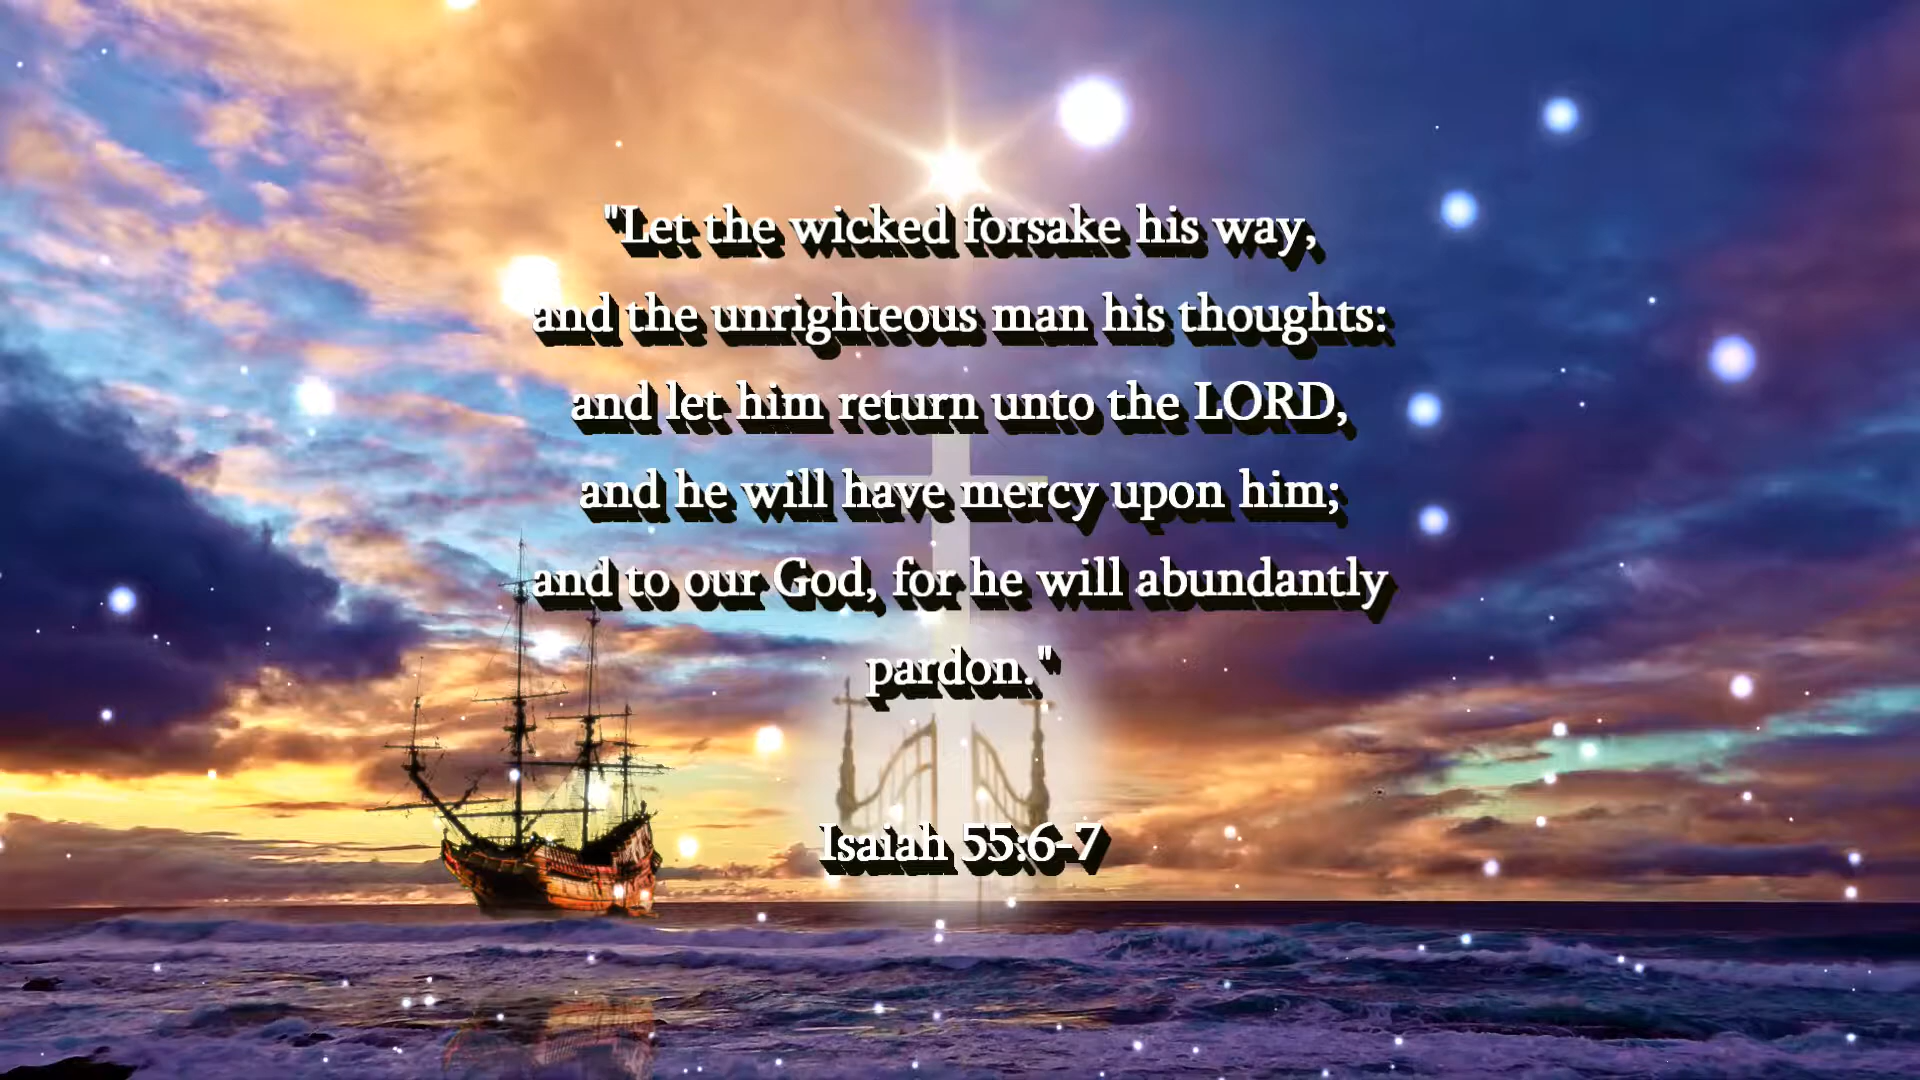 "Let the wicked forsake his way,
and the unrighteous man his thoughts:
and let him return unto the LORD,
and he will have mercy upon him;
and to our God, for he will abundantly
pardon."
Isaiah 55:6-7